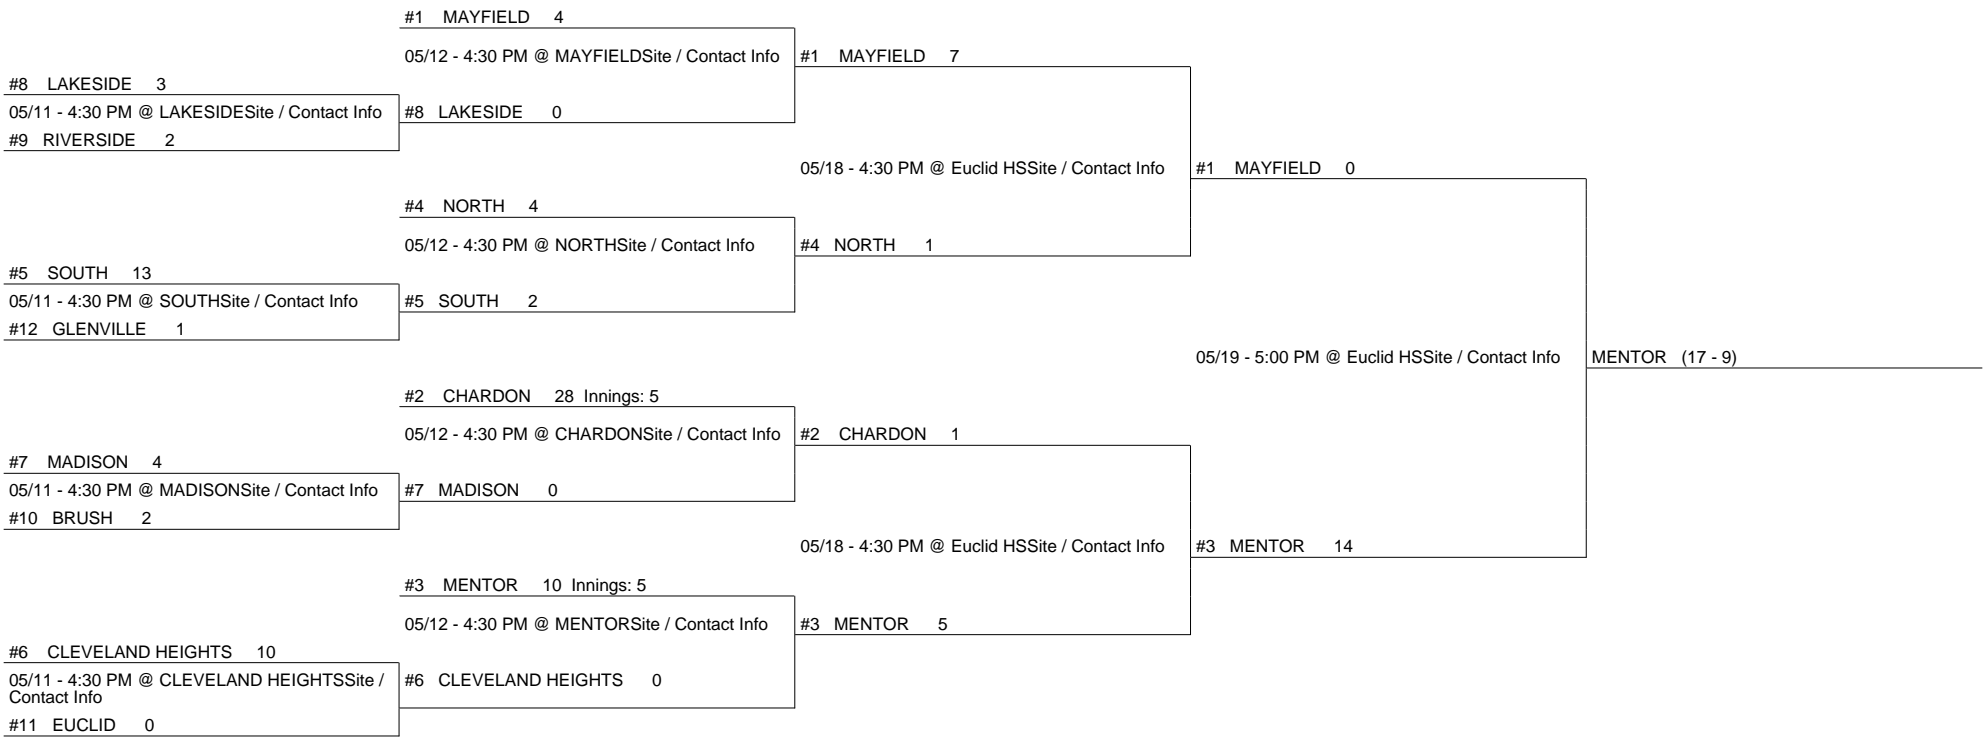 #1 MAYFIELD 4
05/12 - 4:30 PM @ MAYFIELDSite / Contact Info
#1 MAYFIELD 7
#8 LAKESIDE 3
05/11 - 4:30 PM @ LAKESIDESite / Contact Info
#8 LAKESIDE 0
#9 RIVERSIDE 2
05/18 - 4:30 PM @ Euclid HSSite / Contact Info
#1 MAYFIELD 0
#4 NORTH 4
05/12 - 4:30 PM @ NORTHSite / Contact Info
#4 NORTH 1
#5 SOUTH 13
05/11 - 4:30 PM @ SOUTHSite / Contact Info
#5 SOUTH 2
#12 GLENVILLE 1
05/19 - 5:00 PM @ Euclid HSSite / Contact Info
MENTOR (17 - 9)
#2 CHARDON 28 Innings: 5
05/12 - 4:30 PM @ CHARDONSite / Contact Info
#2 CHARDON 1
#7 MADISON 4
05/11 - 4:30 PM @ MADISONSite / Contact Info
#7 MADISON 0
#10 BRUSH 2
05/18 - 4:30 PM @ Euclid HSSite / Contact Info
#3 MENTOR 14
#3 MENTOR 10 Innings: 5
05/12 - 4:30 PM @ MENTORSite / Contact Info
#3 MENTOR 5
#6 CLEVELAND HEIGHTS 10
05/11 - 4:30 PM @ CLEVELAND HEIGHTSSite /
Contact Info
#6 CLEVELAND HEIGHTS 0
#11 EUCLID 0